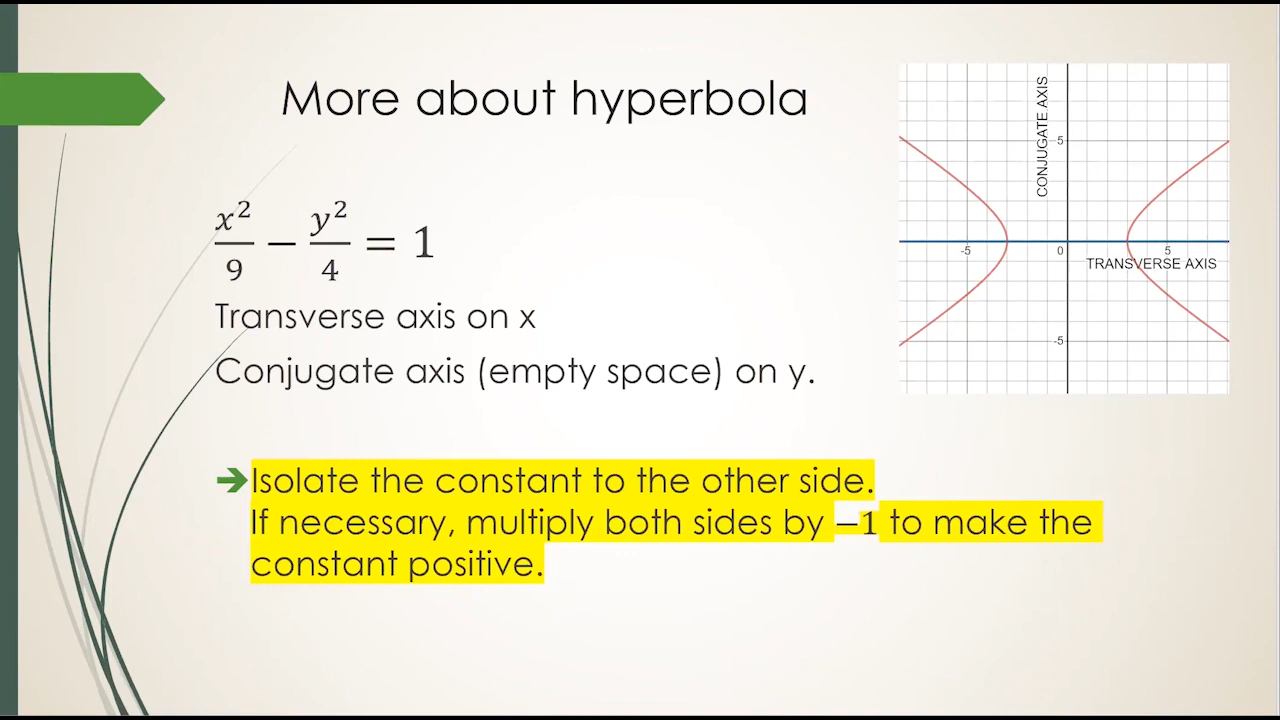 More about hyperbola
x²/9 − y²/4 = 1
Transverse axis on x
Conjugate axis (empty space) on y.
➔Isolate the constant to the other side.
If necessary, multiply both sides by −1 to make the
constant positive.
CONJUGATE AXIS
5
-5
0
5
TRANSVERSE AXIS
-5